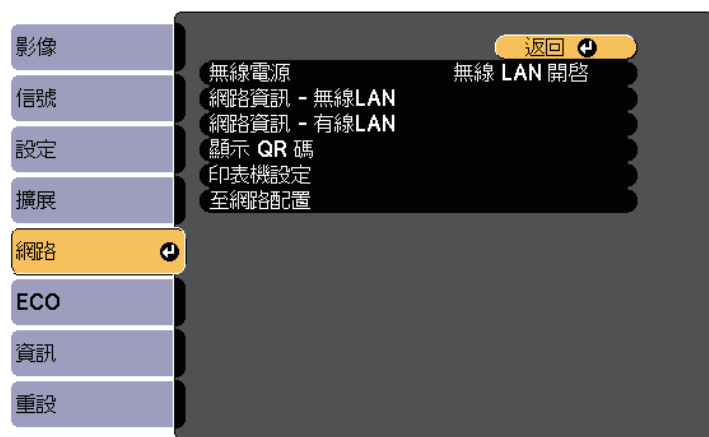 影像
信號
設定
擴展
網路
ECO
資訊
重設
返回
無線電源 無線 LAN 開啓
網路資訊 - 無線LAN
網路資訊 - 有線LAN
顯示 QR 碼
印表機設定
至網路配置